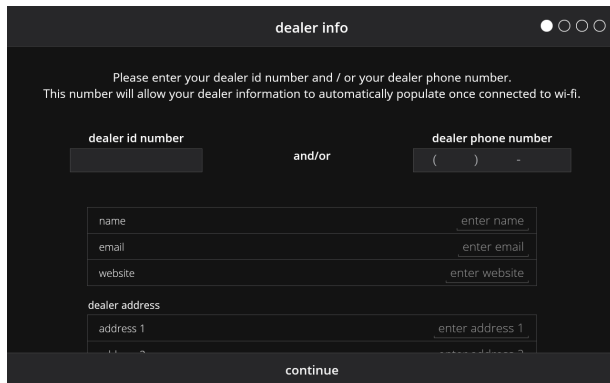 dealer info
Please enter your dealer id number and / or your dealer phone number.
This number will allow your dealer information to automatically populate once connected to wi-fi.
dealer id number
and/or
dealer phone number
( ) -
name enter name
email enter email
website enter website
dealer address
address 1 enter address 1
continue